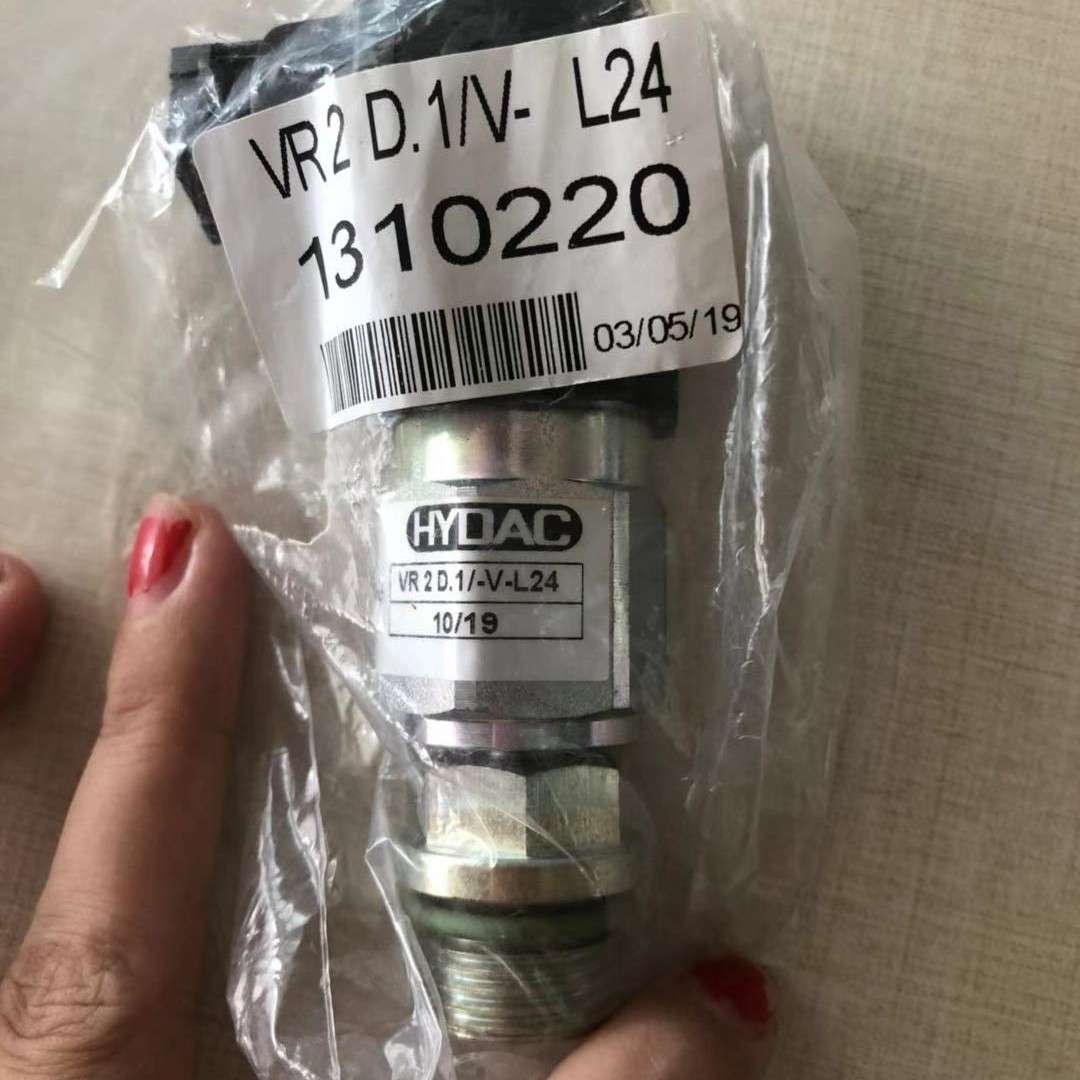 VR2 D.1/V- L24
1310220
03/05/19
HYDAC
VR 2 D.1/-V-L24
10/19